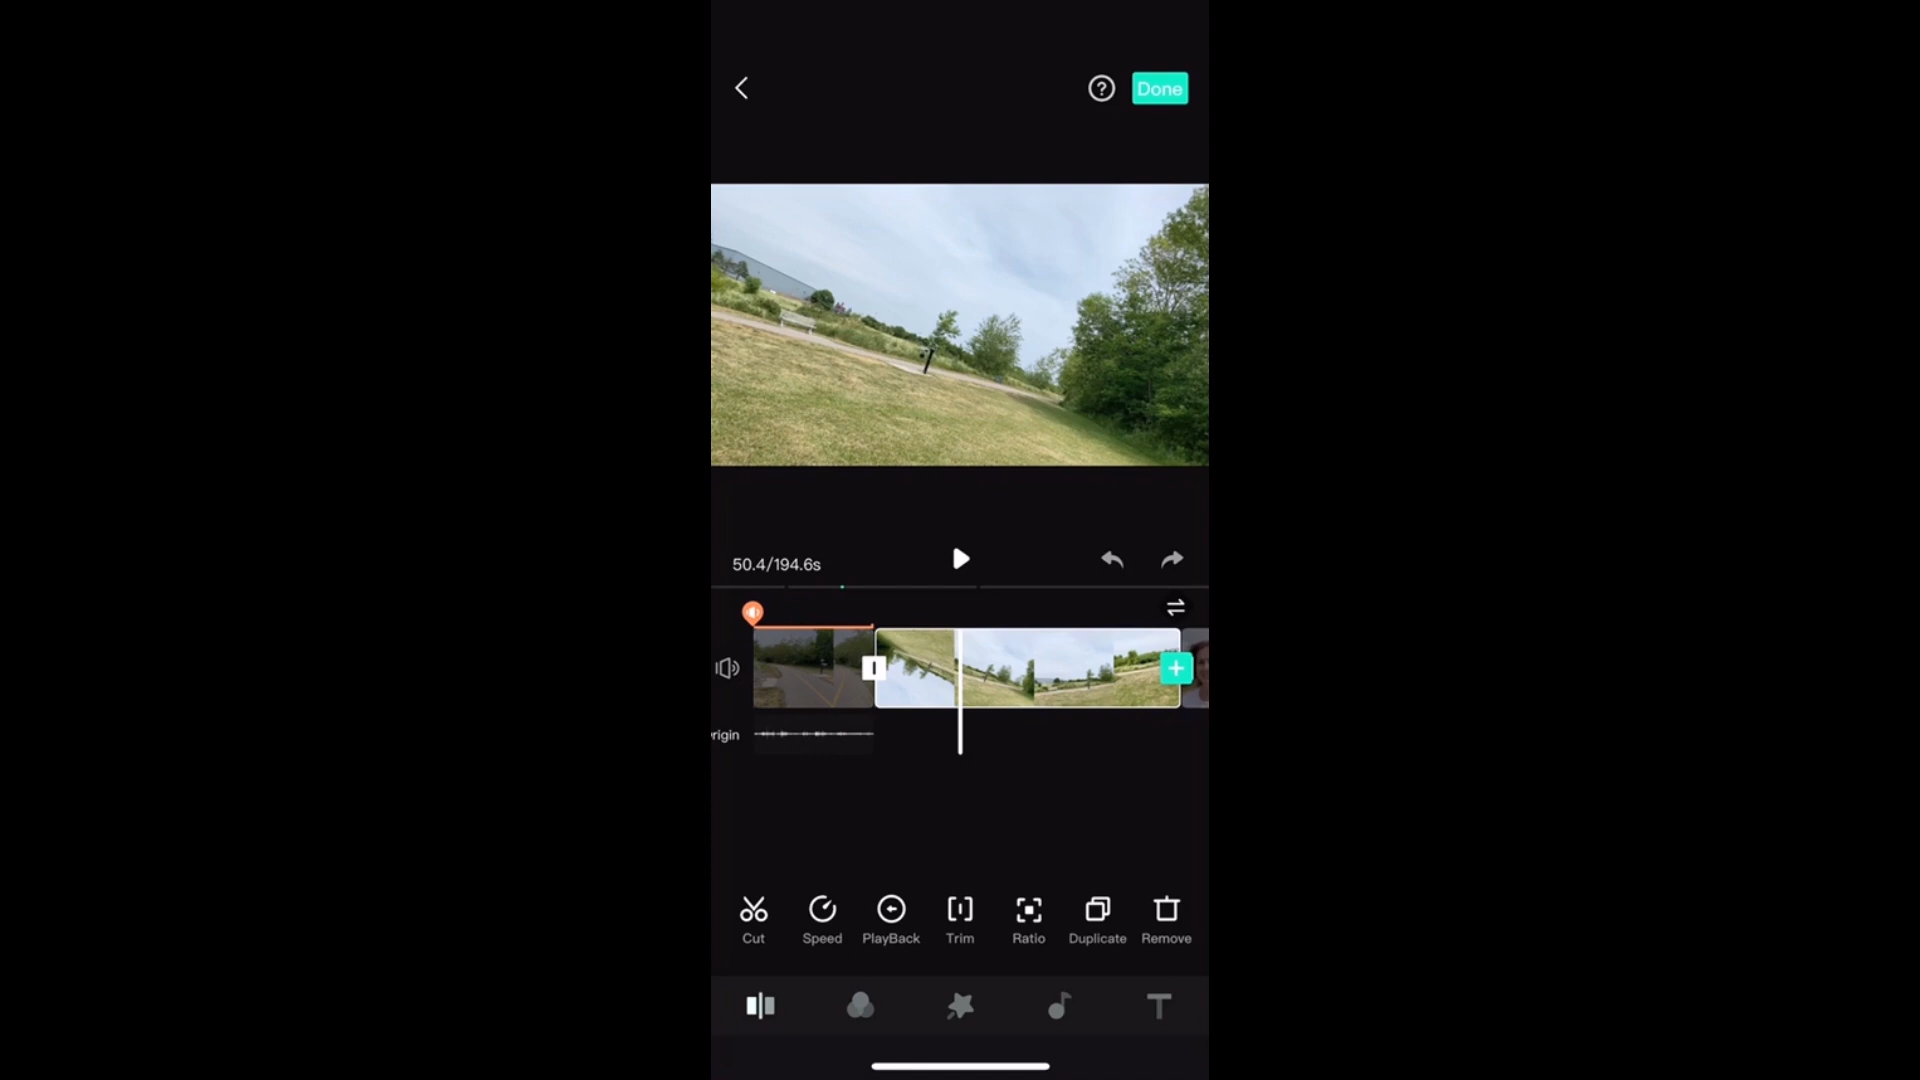 Done
50.4/194.6s
rigin
Cut Speed PlayBack Trim Ratio Duplicate Remove